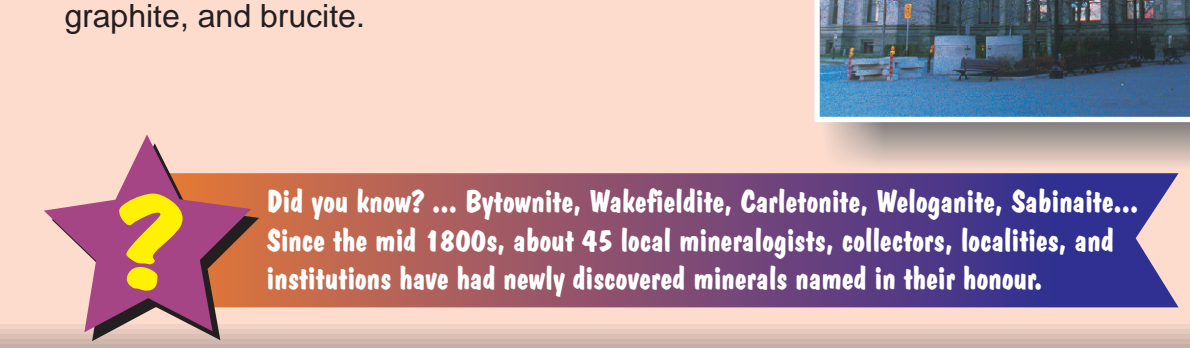 graphite, and brucite.
?
Did you know? ... Bytownite, Wakefieldite, Carletonite, Weloganite, Sabinaite...
Since the mid 1800s, about 45 local mineralogists, collectors, localities, and
institutions have had newly discovered minerals named in their honour.